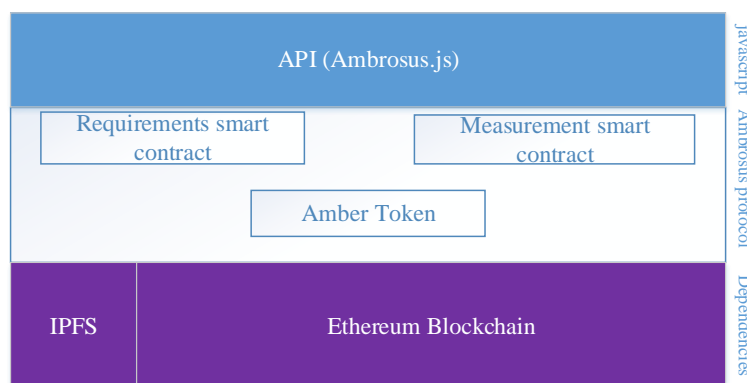 API (Ambrosus.js)
javascript
Requirements smart
contract
Measurement smart
contract
Amber Token
Ambrosus protocol
IPFS
Ethereum Blockchain
Dependencies